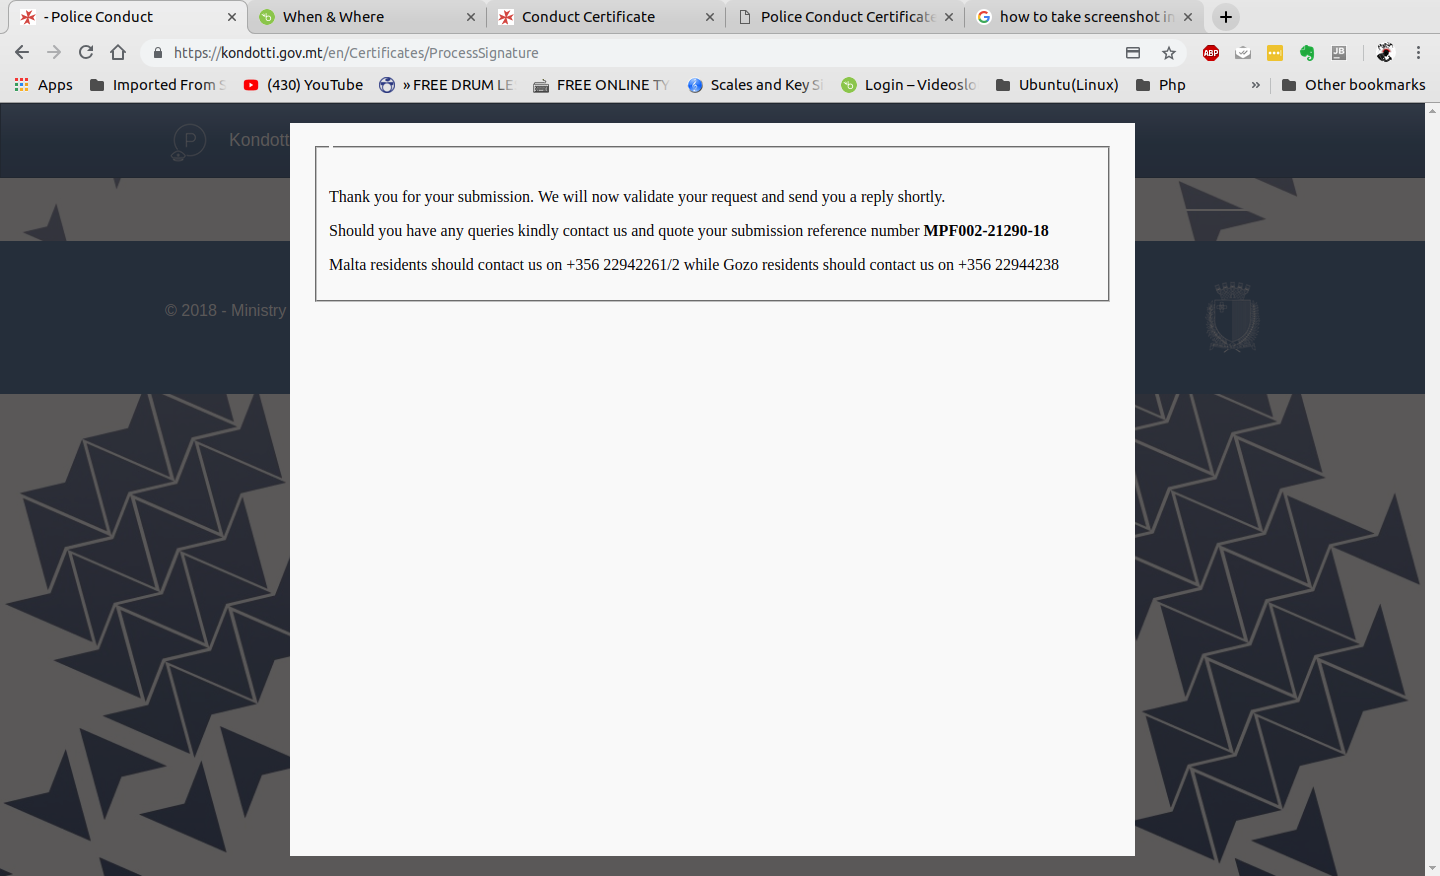 - Police Conduct
When & Where
Conduct Certificate
Police Conduct Certificate
how to take screenshot in
https://kondotti.gov.mt/en/Certificates/ProcessSignature
ABP
JB
Apps
Imported From
(430) YouTube
» FREE DRUM LE
FREE ONLINE TY
Scales and Key Si
Login – Videoslo
Ubuntu(Linux)
Php
»
Other bookmarks
P
Kondott
Thank you for your submission. We will now validate your request and send you a reply shortly.
Should you have any queries kindly contact us and quote your submission reference number MPF002-21290-18
Malta residents should contact us on +356 22942261/2 while Gozo residents should contact us on +356 22944238
© 2018 - Ministry